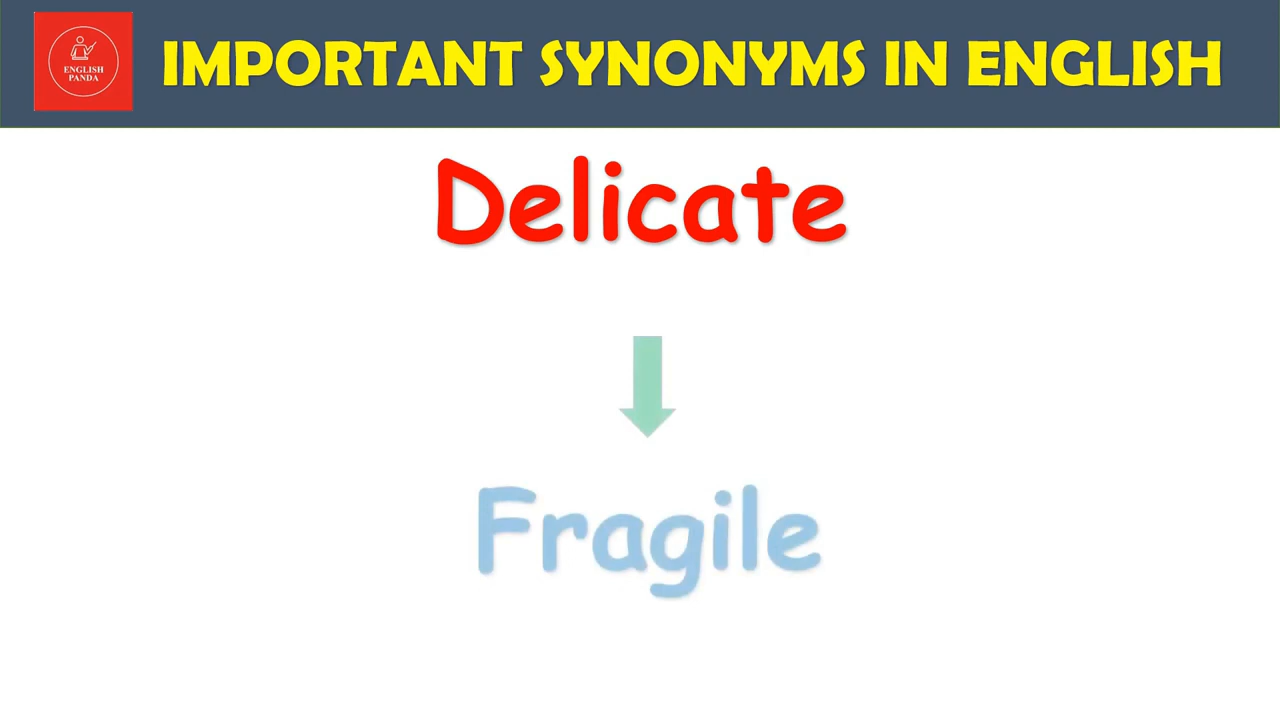 ENGLISH
PANDA
IMPORTANT SYNONYMS IN ENGLISH
Delicate
Fragile